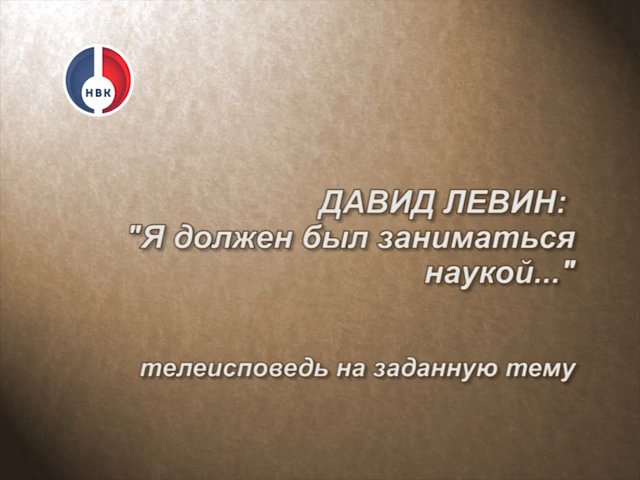 НВК
ДАВИД ЛЕВИН:
"Я должен был заниматься
наукой..."
телеисповедь на заданную тему